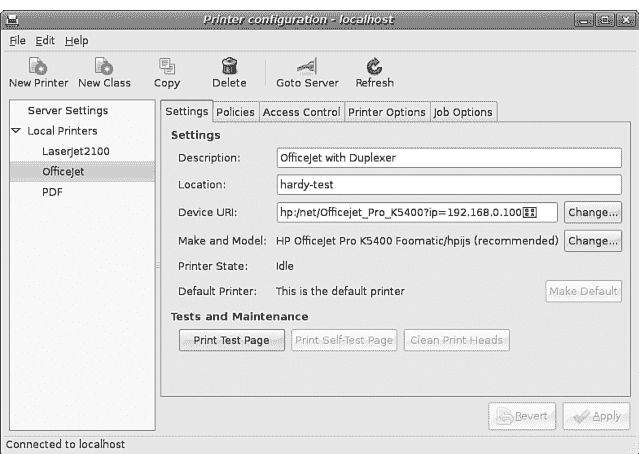 Printer configuration - localhost
File Edit Help
New Printer New Class Copy Delete Goto Server Refresh
Server Settings
Local Printers
Laserjet2100
OfficeJet
PDF
Settings Policies Access Control Printer Options Job Options
Settings
Description: OfficeJet with Duplexer
Location: hardy-test
Device URI: hp:/net/Officejet_Pro_K5400?ip=192.168.0.100 Change...
Make and Model: HP OfficeJet Pro K5400 Foomatic/hpijs (recommended) Change...
Printer State: Idle
Default Printer: This is the default printer Make Default
Tests and Maintenance
Print Test Page Print Self-Test Page Clean Print Heads
Revert Apply
Connected to localhost